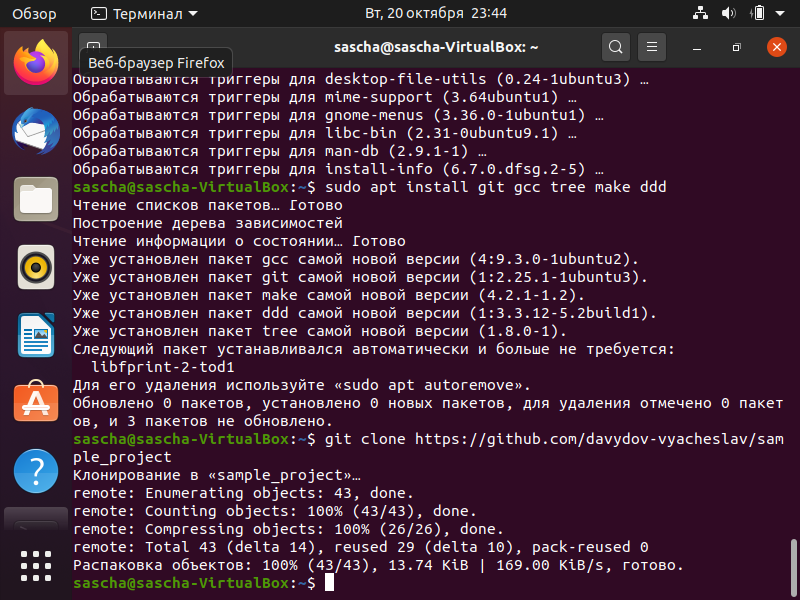 Обзор
Терминал
Вт, 20 октября 23:44
sascha@sascha-VirtualBox: ~
Веб-браузер Firefox
Обрабатываются триггеры для desktop-file-utils (0.24-1ubuntu3) …
Обрабатываются триггеры для mime-support (3.64ubuntu1) …
Обрабатываются триггеры для gnome-menus (3.36.0-1ubuntu1) …
Обрабатываются триггеры для libc-bin (2.31-0ubuntu9.1) …
Обрабатываются триггеры для man-db (2.9.1-1) …
Обрабатываются триггеры для install-info (6.7.0.dfsg.2-5) …
sascha@sascha-VirtualBox:~$ sudo apt install git gcc tree make ddd
Чтение списков пакетов… Готово
Построение дерева зависимостей
Чтение информации о состоянии… Готово
Уже установлен пакет gcc самой новой версии (4:9.3.0-1ubuntu2).
Уже установлен пакет git самой новой версии (1:2.25.1-1ubuntu3).
Уже установлен пакет make самой новой версии (4.2.1-1.2).
Уже установлен пакет ddd самой новой версии (1:3.3.12-5.2build1).
Уже установлен пакет tree самой новой версии (1.8.0-1).
Следующий пакет устанавливался автоматически и больше не требуется:
  libfprint-2-tod1
Для его удаления используйте «sudo apt autoremove».
Обновлено 0 пакетов, установлено 0 новых пакетов, для удаления отмечено 0 пакет
ов, и 3 пакетов не обновлено.
sascha@sascha-VirtualBox:~$ git clone https://github.com/davydov-vyacheslav/sam
ple_project
Клонирование в «sample_project»…
remote: Enumerating objects: 43, done.
remote: Counting objects: 100% (43/43), done.
remote: Compressing objects: 100% (26/26), done.
remote: Total 43 (delta 14), reused 29 (delta 10), pack-reused 0
Распаковка объектов: 100% (43/43), 13.74 KiB | 169.00 KiB/s, готово.
sascha@sascha-VirtualBox:~$